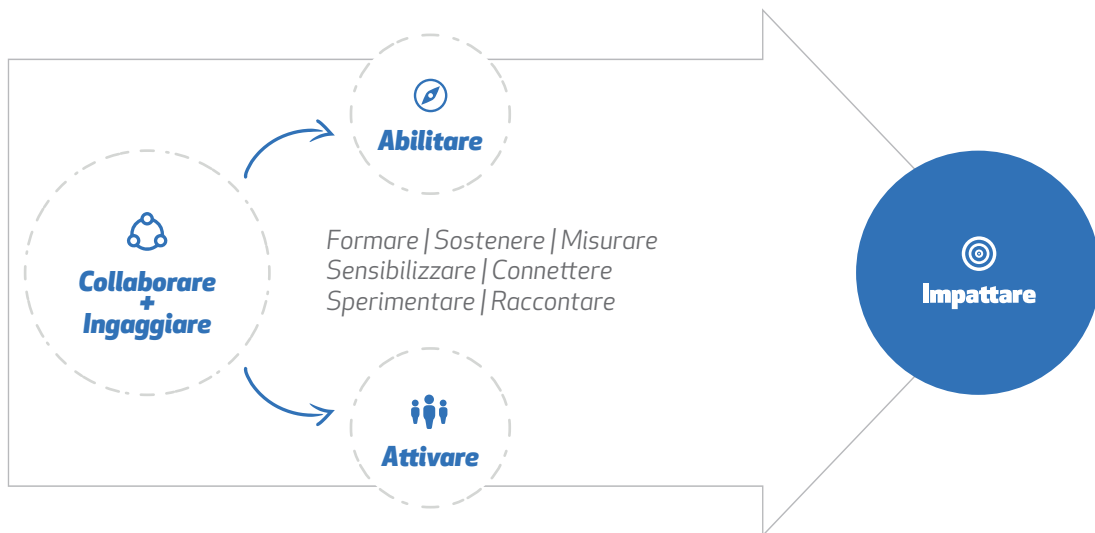 Abilitare
Collaborare
+
Ingaggiare
Formare | Sostenere | Misurare
Sensibilizzare | Connettere
Sperimentare | Raccontare
Impattare
Attivare